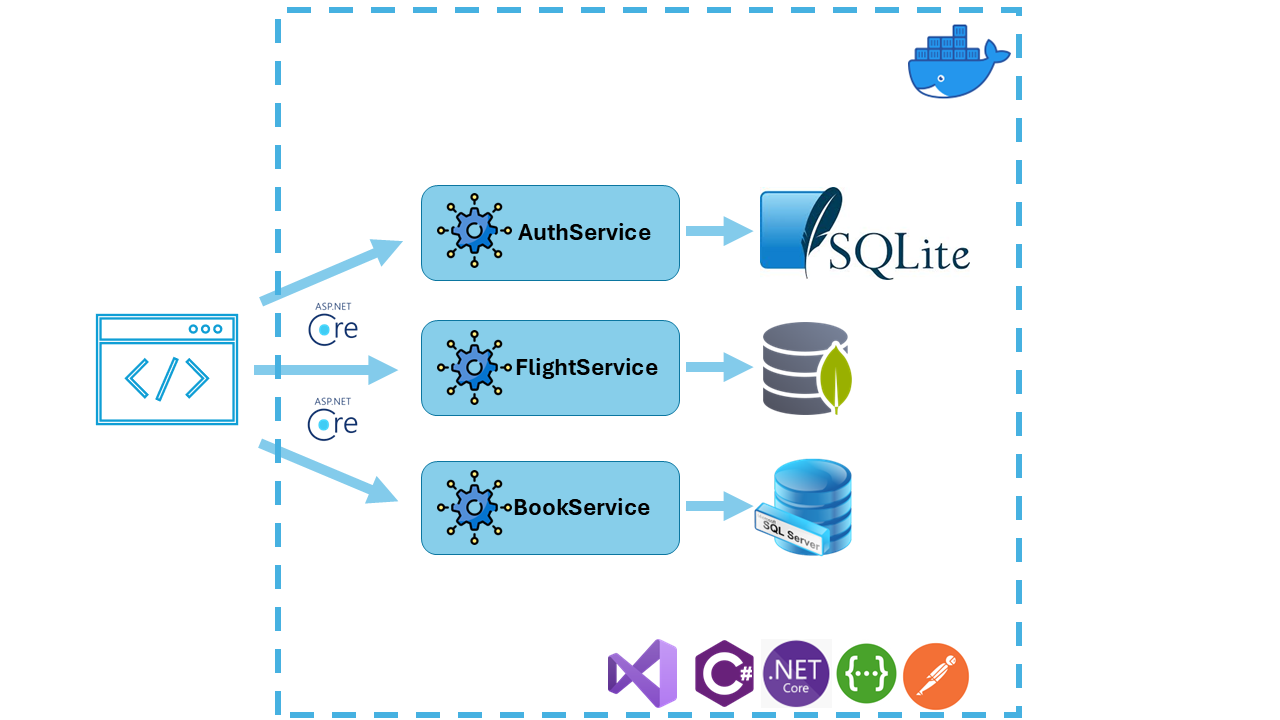 AuthService
SQLite
ASP.NET
Core
FlightService
ASP.NET
Core
BookService
SQL Server
C#
.NET
Core
{...}